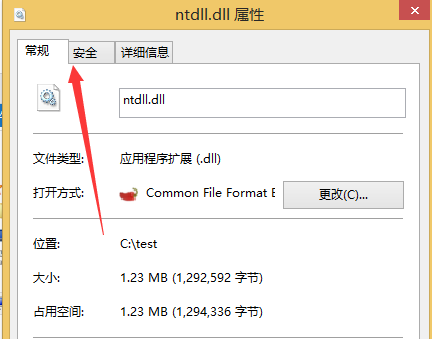 ntdll.dll 属性
常规 安全 详细信息
ntdll.dll
文件类型: 应用程序扩展 (.dll)
打开方式: Common File Format E 更改(C)...
位置: C:\test
大小: 1.23 MB (1,292,592 字节)
占用空间: 1.23 MB (1,294,336 字节)